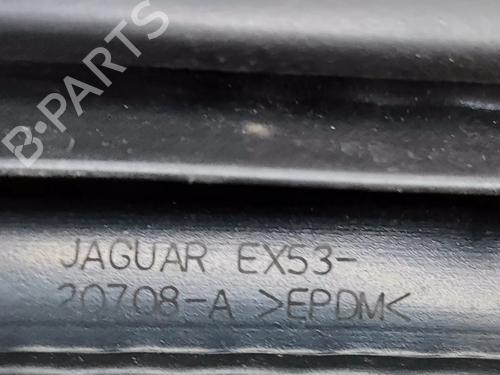 B-PARTS
JAGUAR EX53-
20708-A >EPDM<